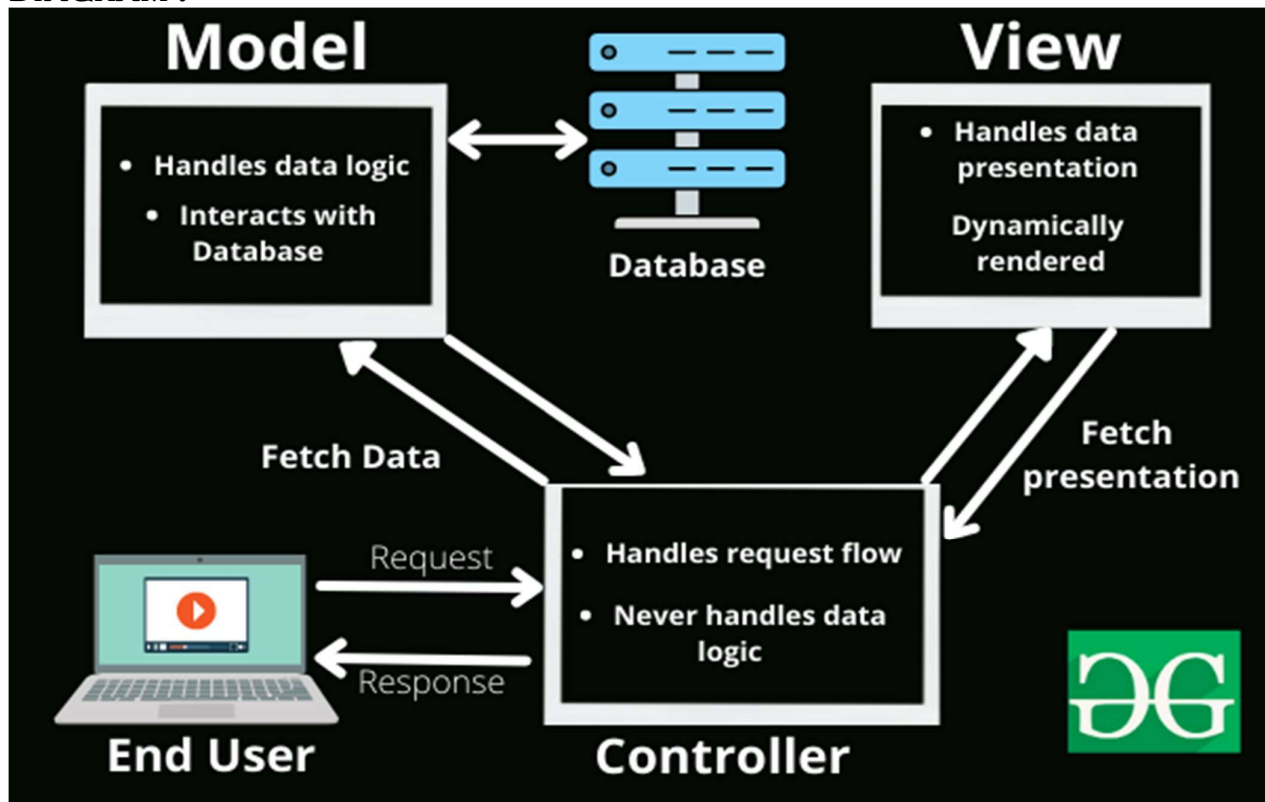 DIAGRAM :
Model
View
• Handles data logic
• Interacts with
Database
Database
• Handles data
presentation
Dynamically
rendered
Fetch Data
Fetch
presentation
Request
Response
• Handles request flow
• Never handles data
logic
End User
Controller